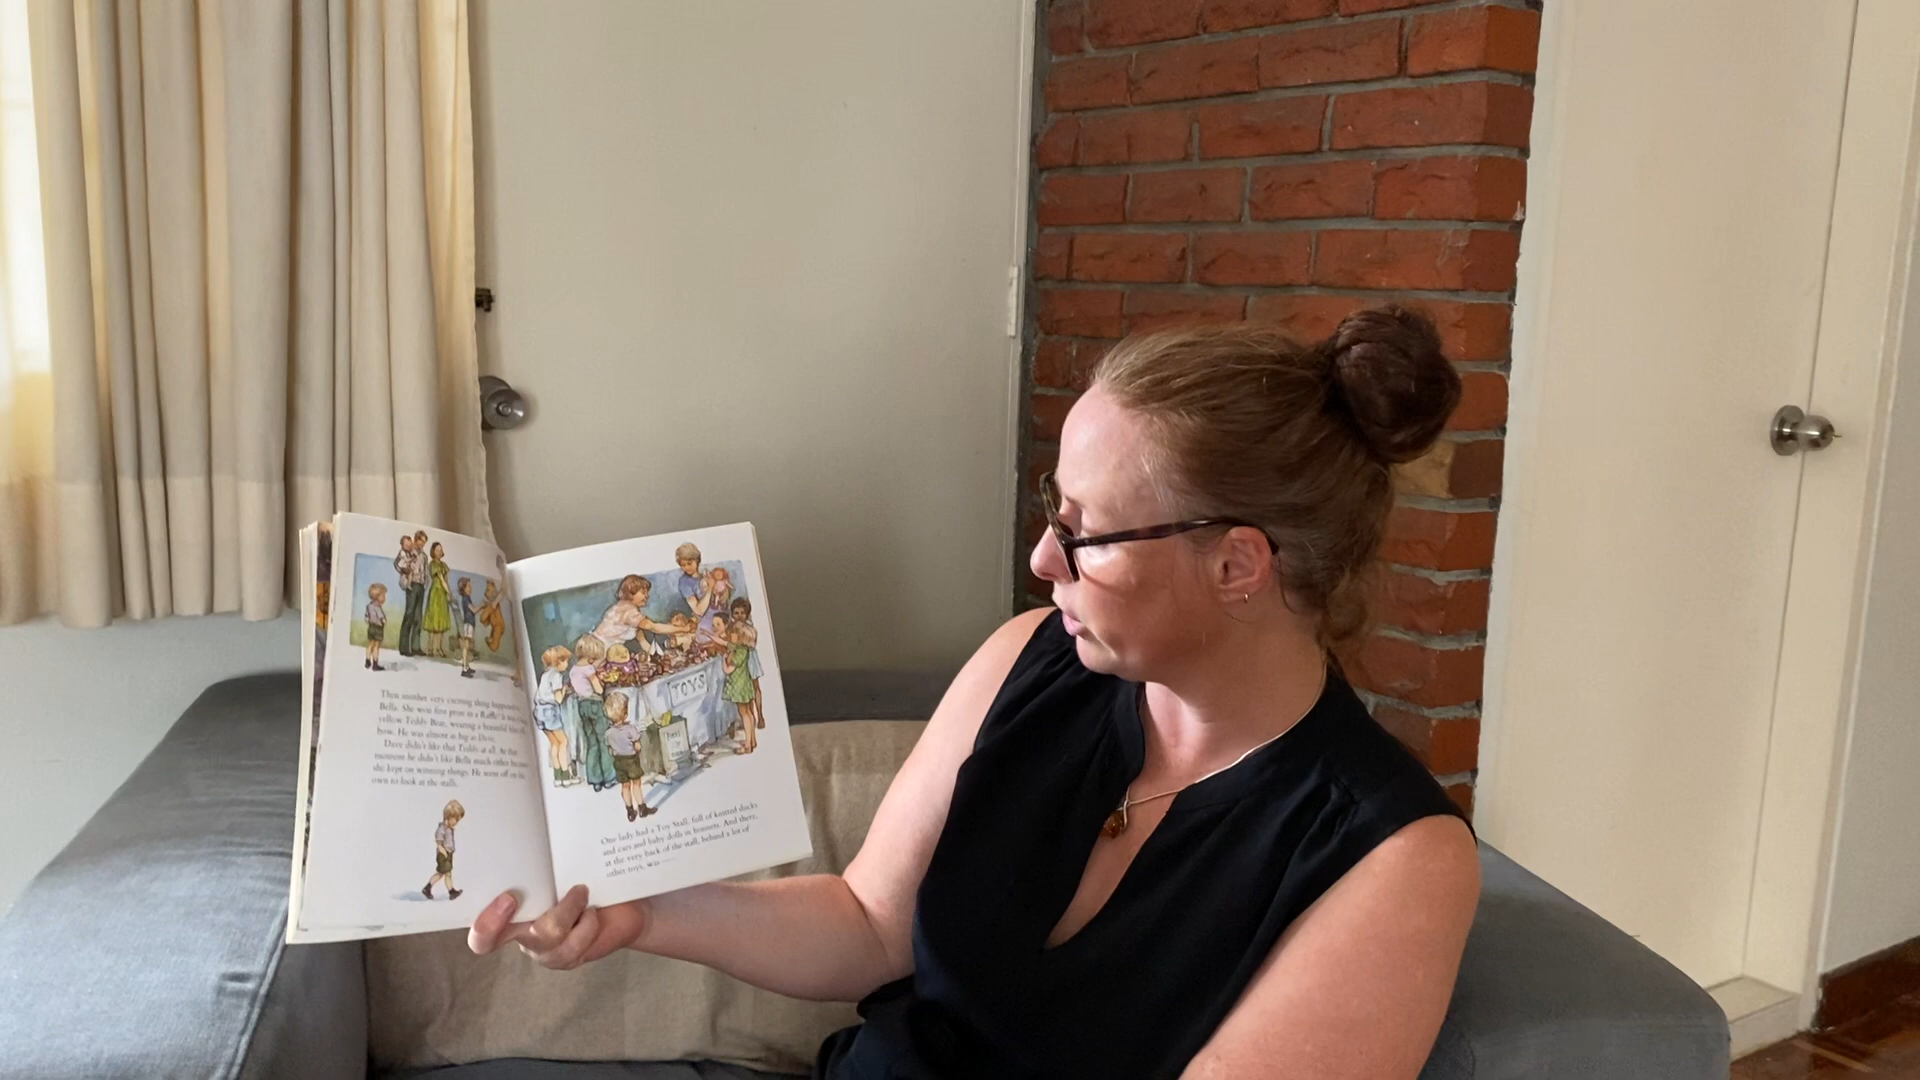 Then another very exciting thing happened
Bella. She won first prize in a Raffle! It was a
yellow Teddy Bear, wearing a beautiful
bow. He was almost as big as Dave.
Dave didn't like that Teddy at all. At that
moment he didn't like Bella much either because
she kept on winning things. He went off on his
own to look at the stalls.
TOYS
One lady had a Toy Stall, full of knitted ducks
and cars and baby dolls in bonnets. And there,
at the very back of the stall, behind a lot of
other toys, was